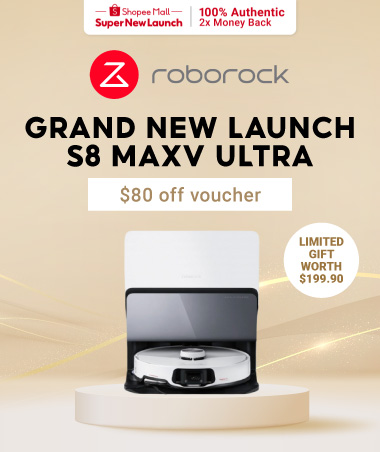 Shopee Mall
Super New Launch
100% Authentic
2x Money Back
roborock
GRAND NEW LAUNCH
S8 MAXV ULTRA
$80 off voucher
LIMITED
GIFT
WORTH
$199.90